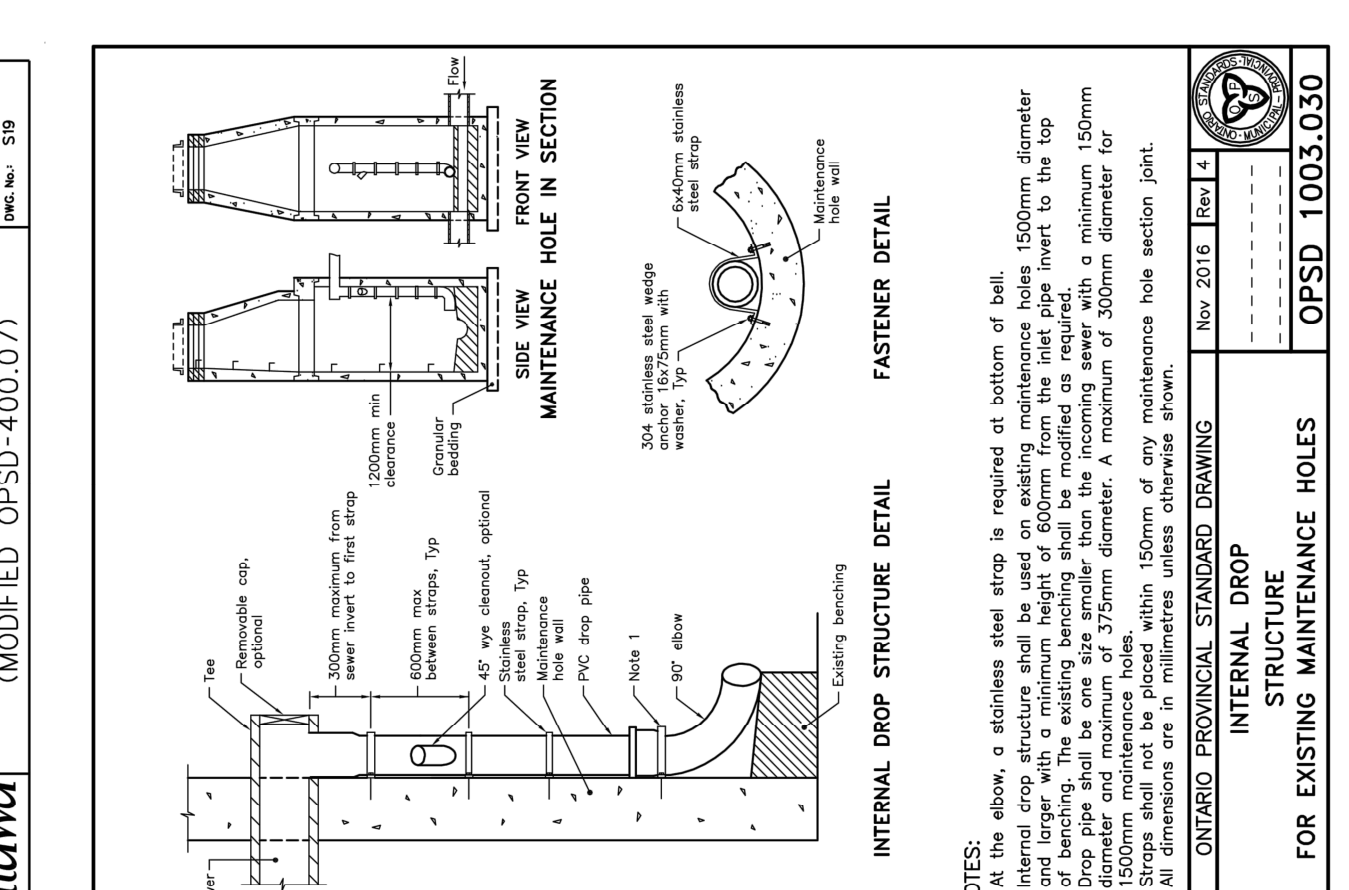 DWG. No.: S19
(MODIFIED OPSD-400.07)
Flow
FRONT VIEW
SIDE VIEW
MAINTENANCE HOLE IN SECTION
1200mm min
clearance
Granular
bedding
Tee
Removable cap,
optional
300mm maximum from
sewer invert to first strap
600mm max
between straps, Typ
45° wye cleanout, optional
Stainless
steel strap, Typ
Maintenance
hole wall
PVC drop pipe
Note 1
90° elbow
Existing benching
INTERNAL DROP STRUCTURE DETAIL
304 stainless steel wedge
anchor 16x75mm with
washer, Typ
6x40mm stainless
steel strap
Maintenance
hole wall
FASTENER DETAIL
OTES:
At the elbow, a stainless steel strap is required at bottom of bell.
Internal drop structure shall be used on existing maintenance holes 1500mm diameter
and larger with a minimum height of 600mm from the inlet pipe invert to the top
of benching. The existing benching shall be modified as required.
Drop pipe shall be one size smaller than the incoming sewer with a minimum 150mm
diameter and maximum of 375mm diameter. A maximum of 300mm diameter for
1500mm maintenance holes.
Straps shall not be placed within 150mm of any maintenance hole section joint.
All dimensions are in millimetres unless otherwise shown.
ONTARIO PROVINCIAL STANDARD DRAWING
Nov 2016 Rev 4
INTERNAL DROP
STRUCTURE
FOR EXISTING MAINTENANCE HOLES
OPSD 1003.030
ONTARIO STANDARDS
MUNICIPAL-PROVINCIAL
O P
S